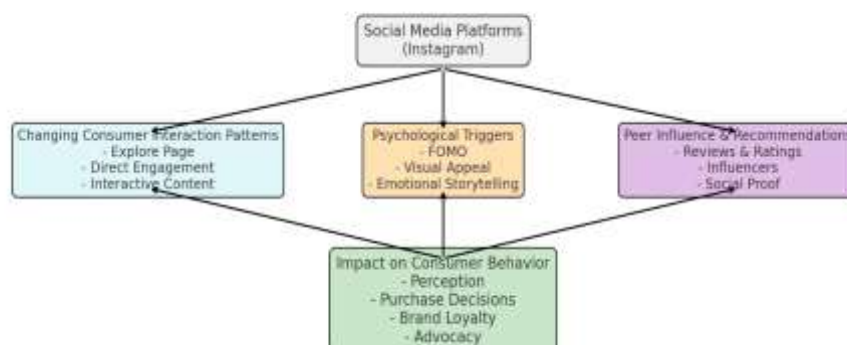 Social Media Platforms
(Instagram)
Changing Consumer Interaction Patterns
- Explore Page
- Direct Engagement
- Interactive Content
Psychological Triggers
- FOMO
- Visual Appeal
- Emotional Storytelling
Peer Influence & Recommendations
- Reviews & Ratings
- Influencers
- Social Proof
Impact on Consumer Behavior
- Perception
- Purchase Decisions
- Brand Loyalty
- Advocacy